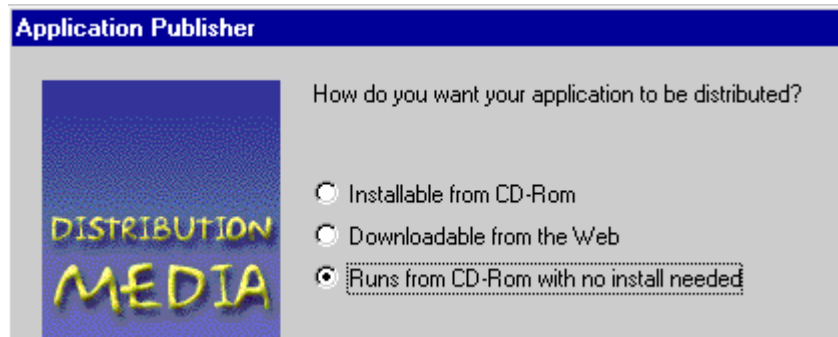 Application Publisher
How do you want your application to be distributed?
Installable from CD-Rom
DISTRIBUTION
Downloadable from the Web
MEDIA
Runs from CD-Rom with no install needed